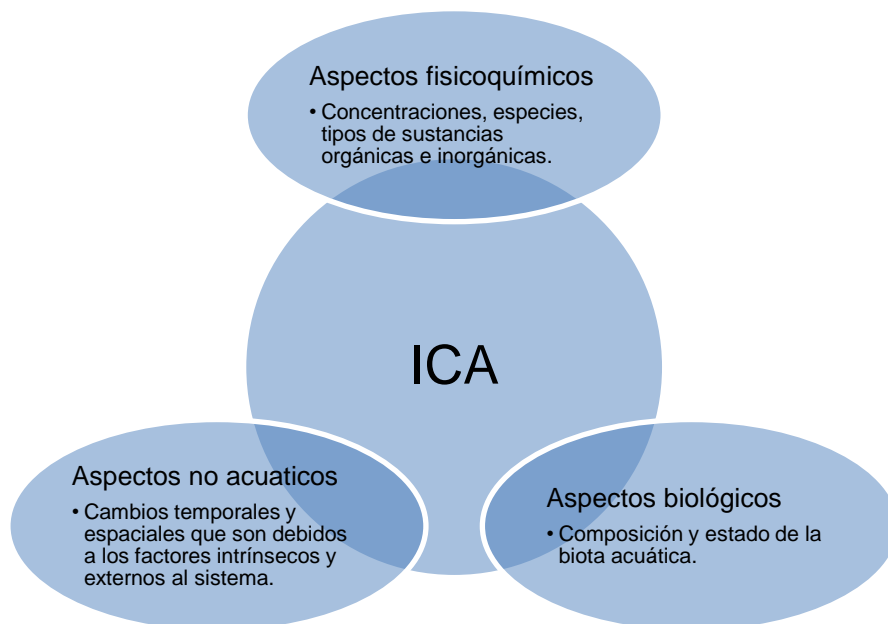 Aspectos fisicoquímicos
• Concentraciones, especies,
tipos de sustancias
orgánicas e inorgánicas.
ICA
Aspectos no acuaticos
• Cambios temporales y
espaciales que son debidos
a los factores intrínsecos y
externos al sistema.
Aspectos biológicos
• Composición y estado de la
biota acuática.